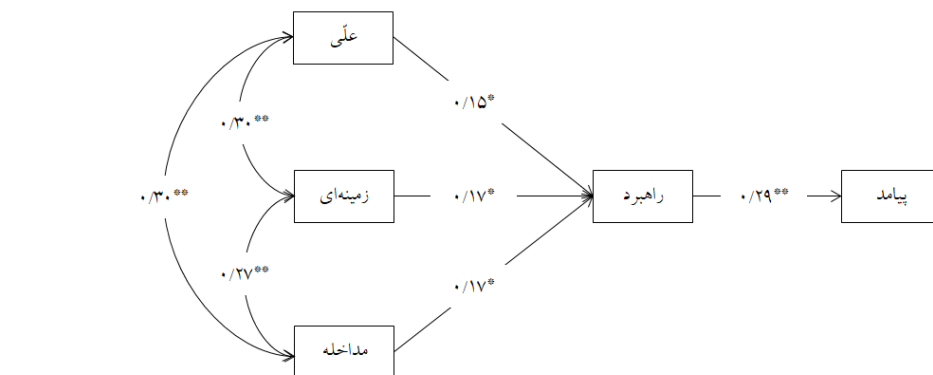 علّی
۰/۱۵*
۰/۳۰**
۰/۳۰**
زمینه‌ای
۰/۱۷*
راهبرد
۰/۲۹**
پیامد
۰/۲۷**
۰/۱۷*
مداخله